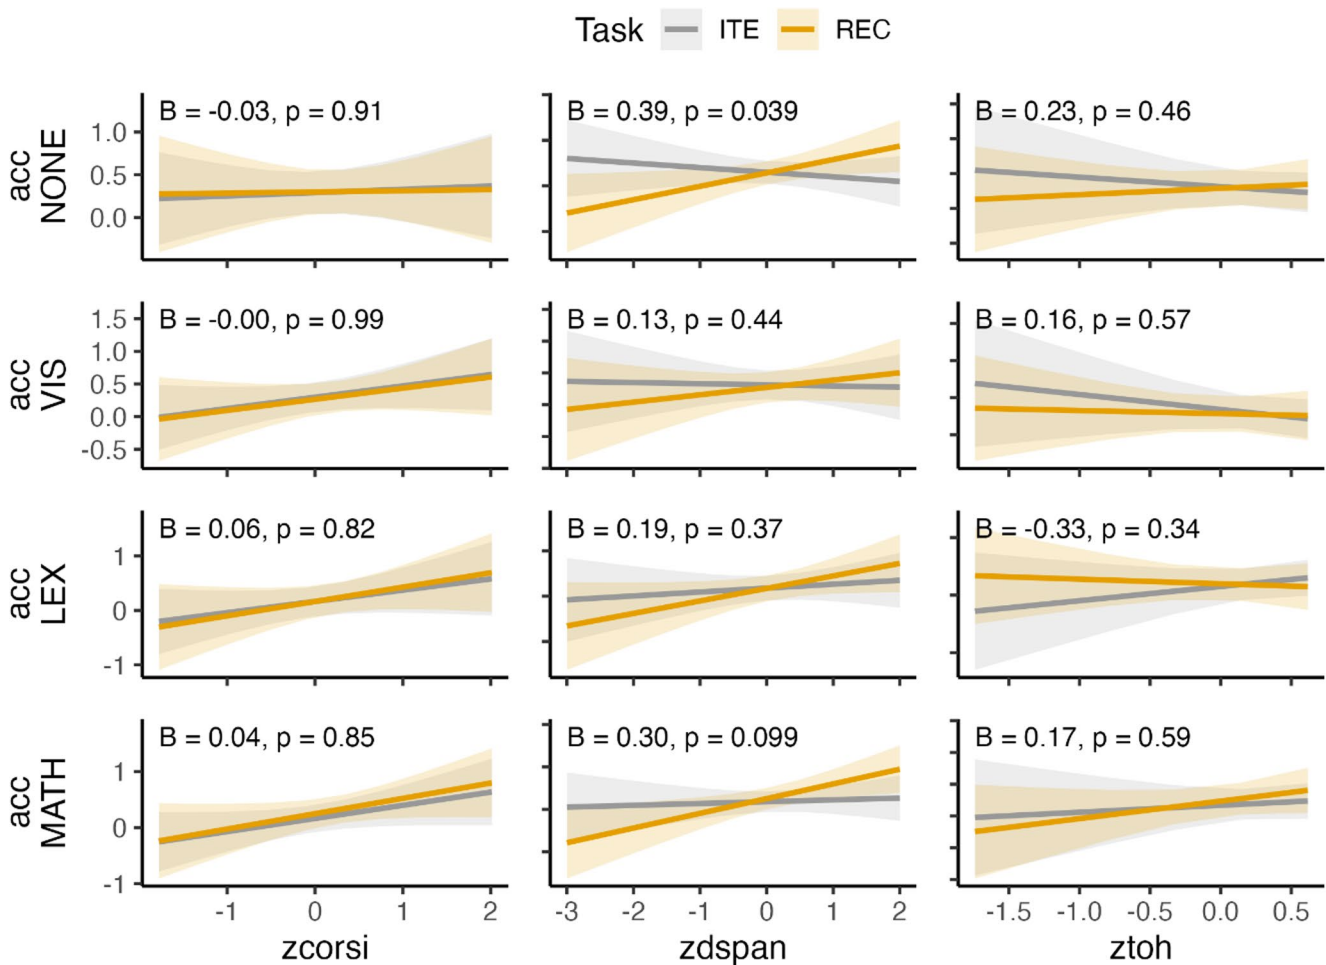 Task ITE REC
acc
NONE
B = -0.03, p = 0.91
B = 0.39, p = 0.039
B = 0.23, p = 0.46
1.0
0.5
0.0
acc
VIS
B = -0.00, p = 0.99
B = 0.13, p = 0.44
B = 0.16, p = 0.57
1.5
1.0
0.5
0.0
-0.5
acc
LEX
B = 0.06, p = 0.82
B = 0.19, p = 0.37
B = -0.33, p = 0.34
1
0
-1
acc
MATH
B = 0.04, p = 0.85
B = 0.30, p = 0.099
B = 0.17, p = 0.59
1
0
-1
-1 0 1 2
-3 -2 -1 0 1 2
-1.5 -1.0 -0.5 0.0 0.5
zcorsi
zdspan
ztoh